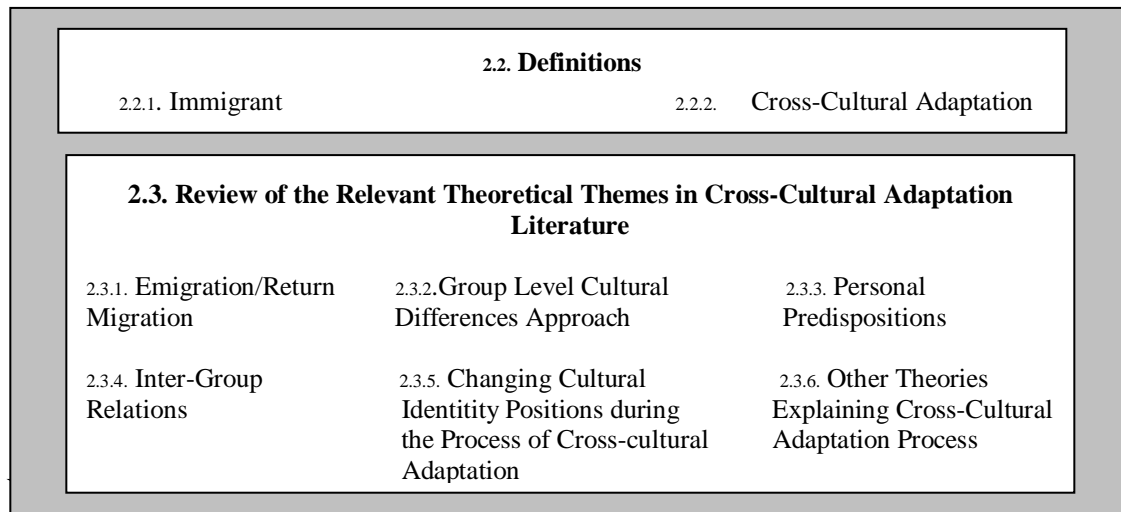 2.2. Definitions
2.2.1. Immigrant 2.2.2. Cross-Cultural Adaptation
2.3. Review of the Relevant Theoretical Themes in Cross-Cultural Adaptation
Literature
2.3.1. Emigration/Return 2.3.2.Group Level Cultural 2.3.3. Personal
Migration Differences Approach Predispositions
2.3.4. Inter-Group 2.3.5. Changing Cultural 2.3.6. Other Theories
Relations Identitity Positions during Explaining Cross-Cultural
the Process of Cross-cultural Adaptation Process
Adaptation